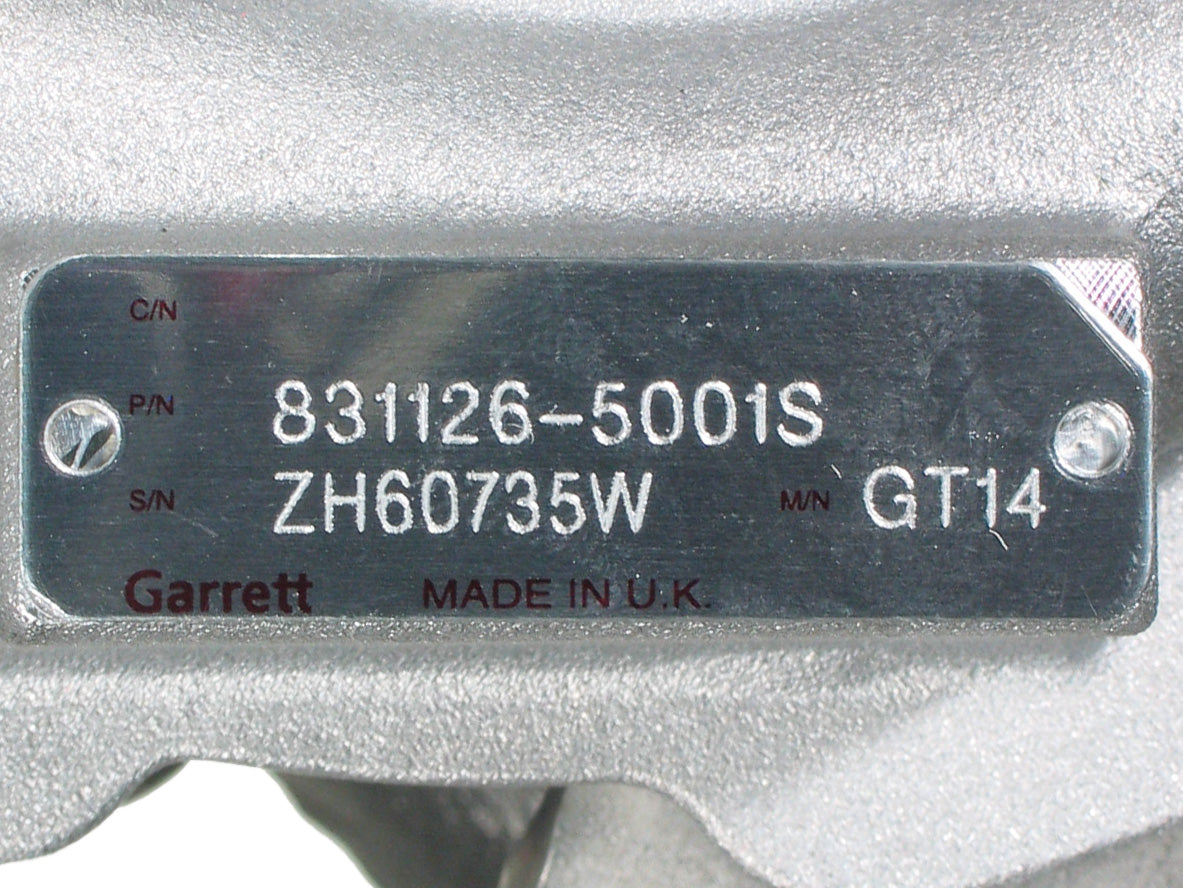 C/N
P/N 831126-5001S
S/N ZH60735W M/N GT14
Garrett MADE IN U.K.